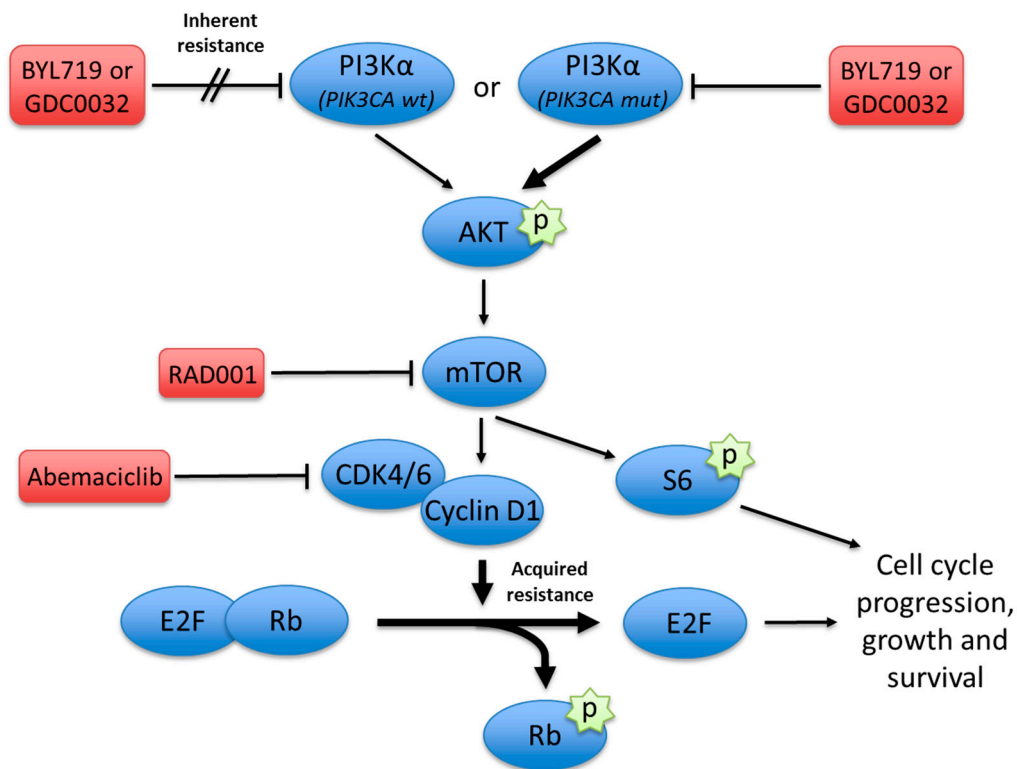 Inherent
resistance
BYL719 or
GDC0032
PI3Kα
(PIK3CA wt)
or
PI3Kα
(PIK3CA mut)
BYL719 or
GDC0032
AKT
p
mTOR
RAD001
Abemaciclib
CDK4/6
Cyclin D1
S6
p
Acquired
resistance
E2F
Rb
E2F
Cell cycle
progression,
growth and
survival
Rb
p